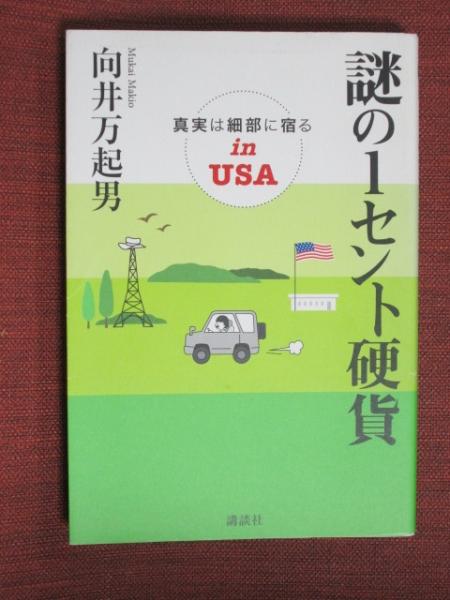 謎の1セント硬貨
真実は細部に宿る
in
USA
向井万起男
Mukai Makio
講談社